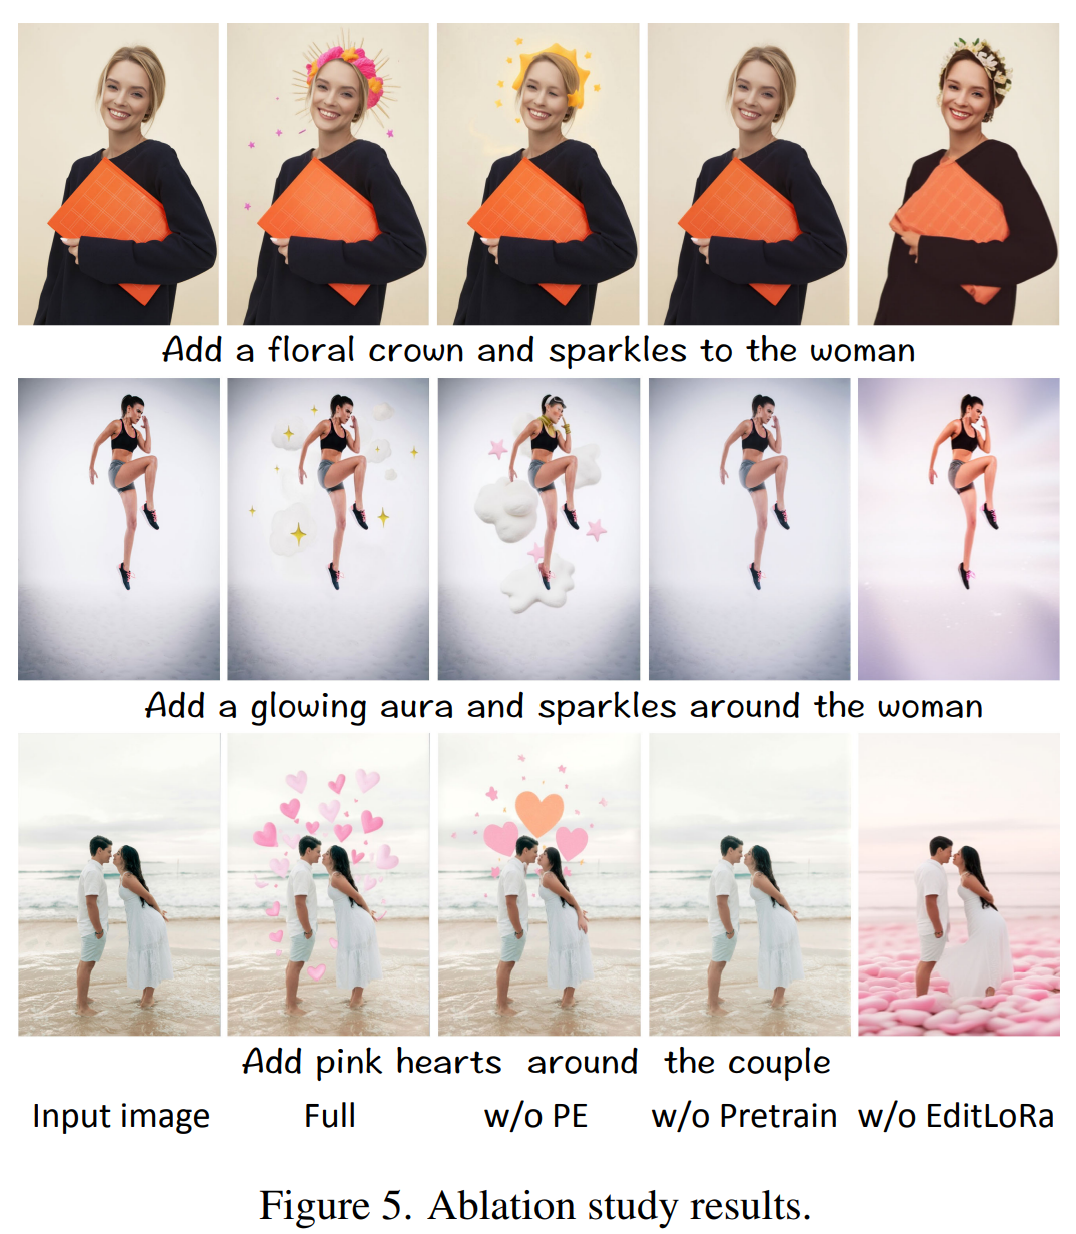 Add a floral crown and sparkles to the woman
Add a glowing aura and sparkles around the woman
Add pink hearts around the couple
Input image Full w/o PE w/o Pretrain w/o EditLoRa
Figure 5. Ablation study results.